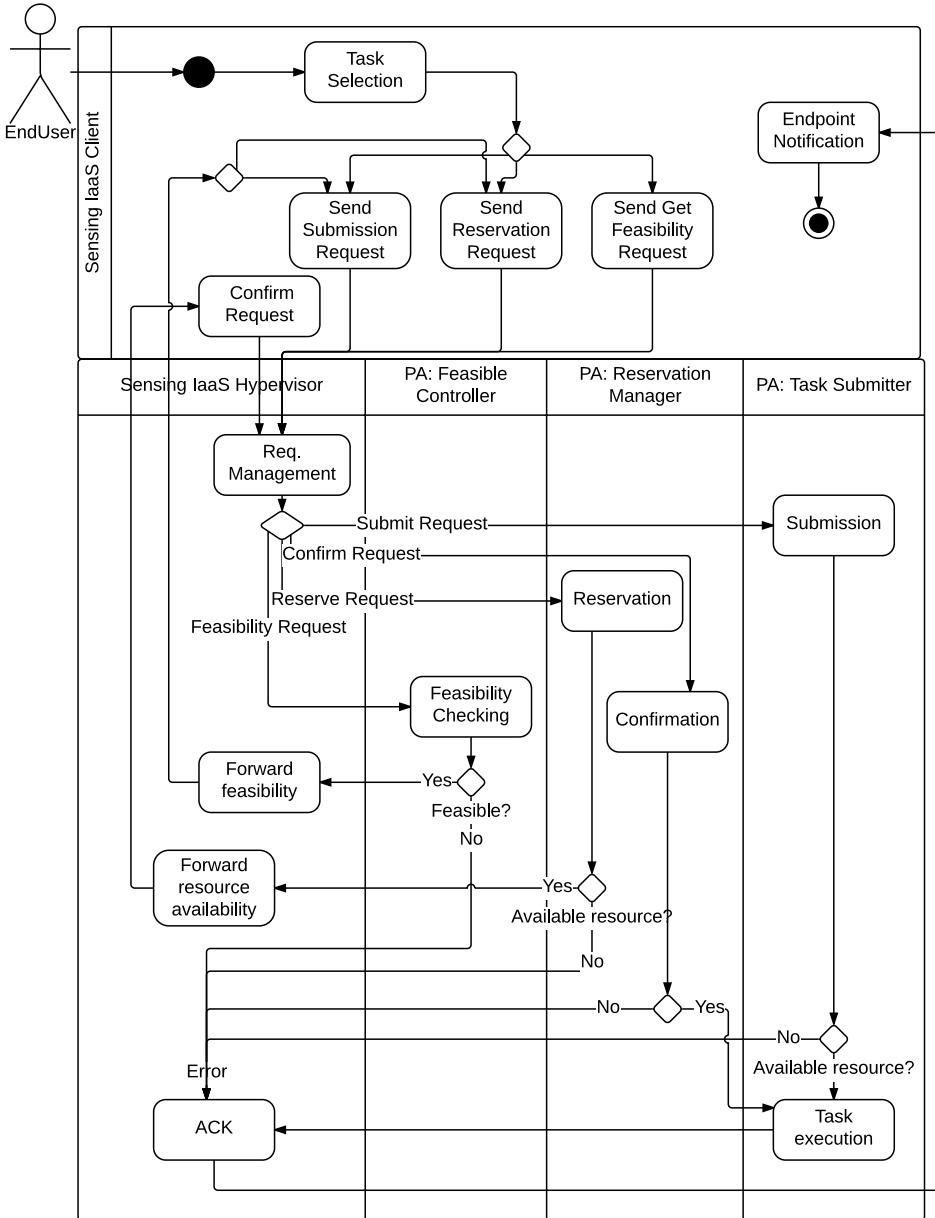 Task
Selection
EndUser
Sensing IaaS Client
Endpoint
Notification
Send
Submission
Request
Send
Reservation
Request
Send Get
Feasibility
Request
Confirm
Request
Sensing IaaS Hypervisor
PA: Feasible
Controller
PA: Reservation
Manager
PA: Task Submitter
Req.
Management
Submit Request
Submission
Confirm Request
Reserve Request
Reservation
Feasibility Request
Feasibility
Checking
Confirmation
Forward
feasibility
Yes
Feasible?
No
Forward
resource
availability
Yes
Available resource?
No
No
Yes
No
Available resource?
Error
ACK
Task
execution